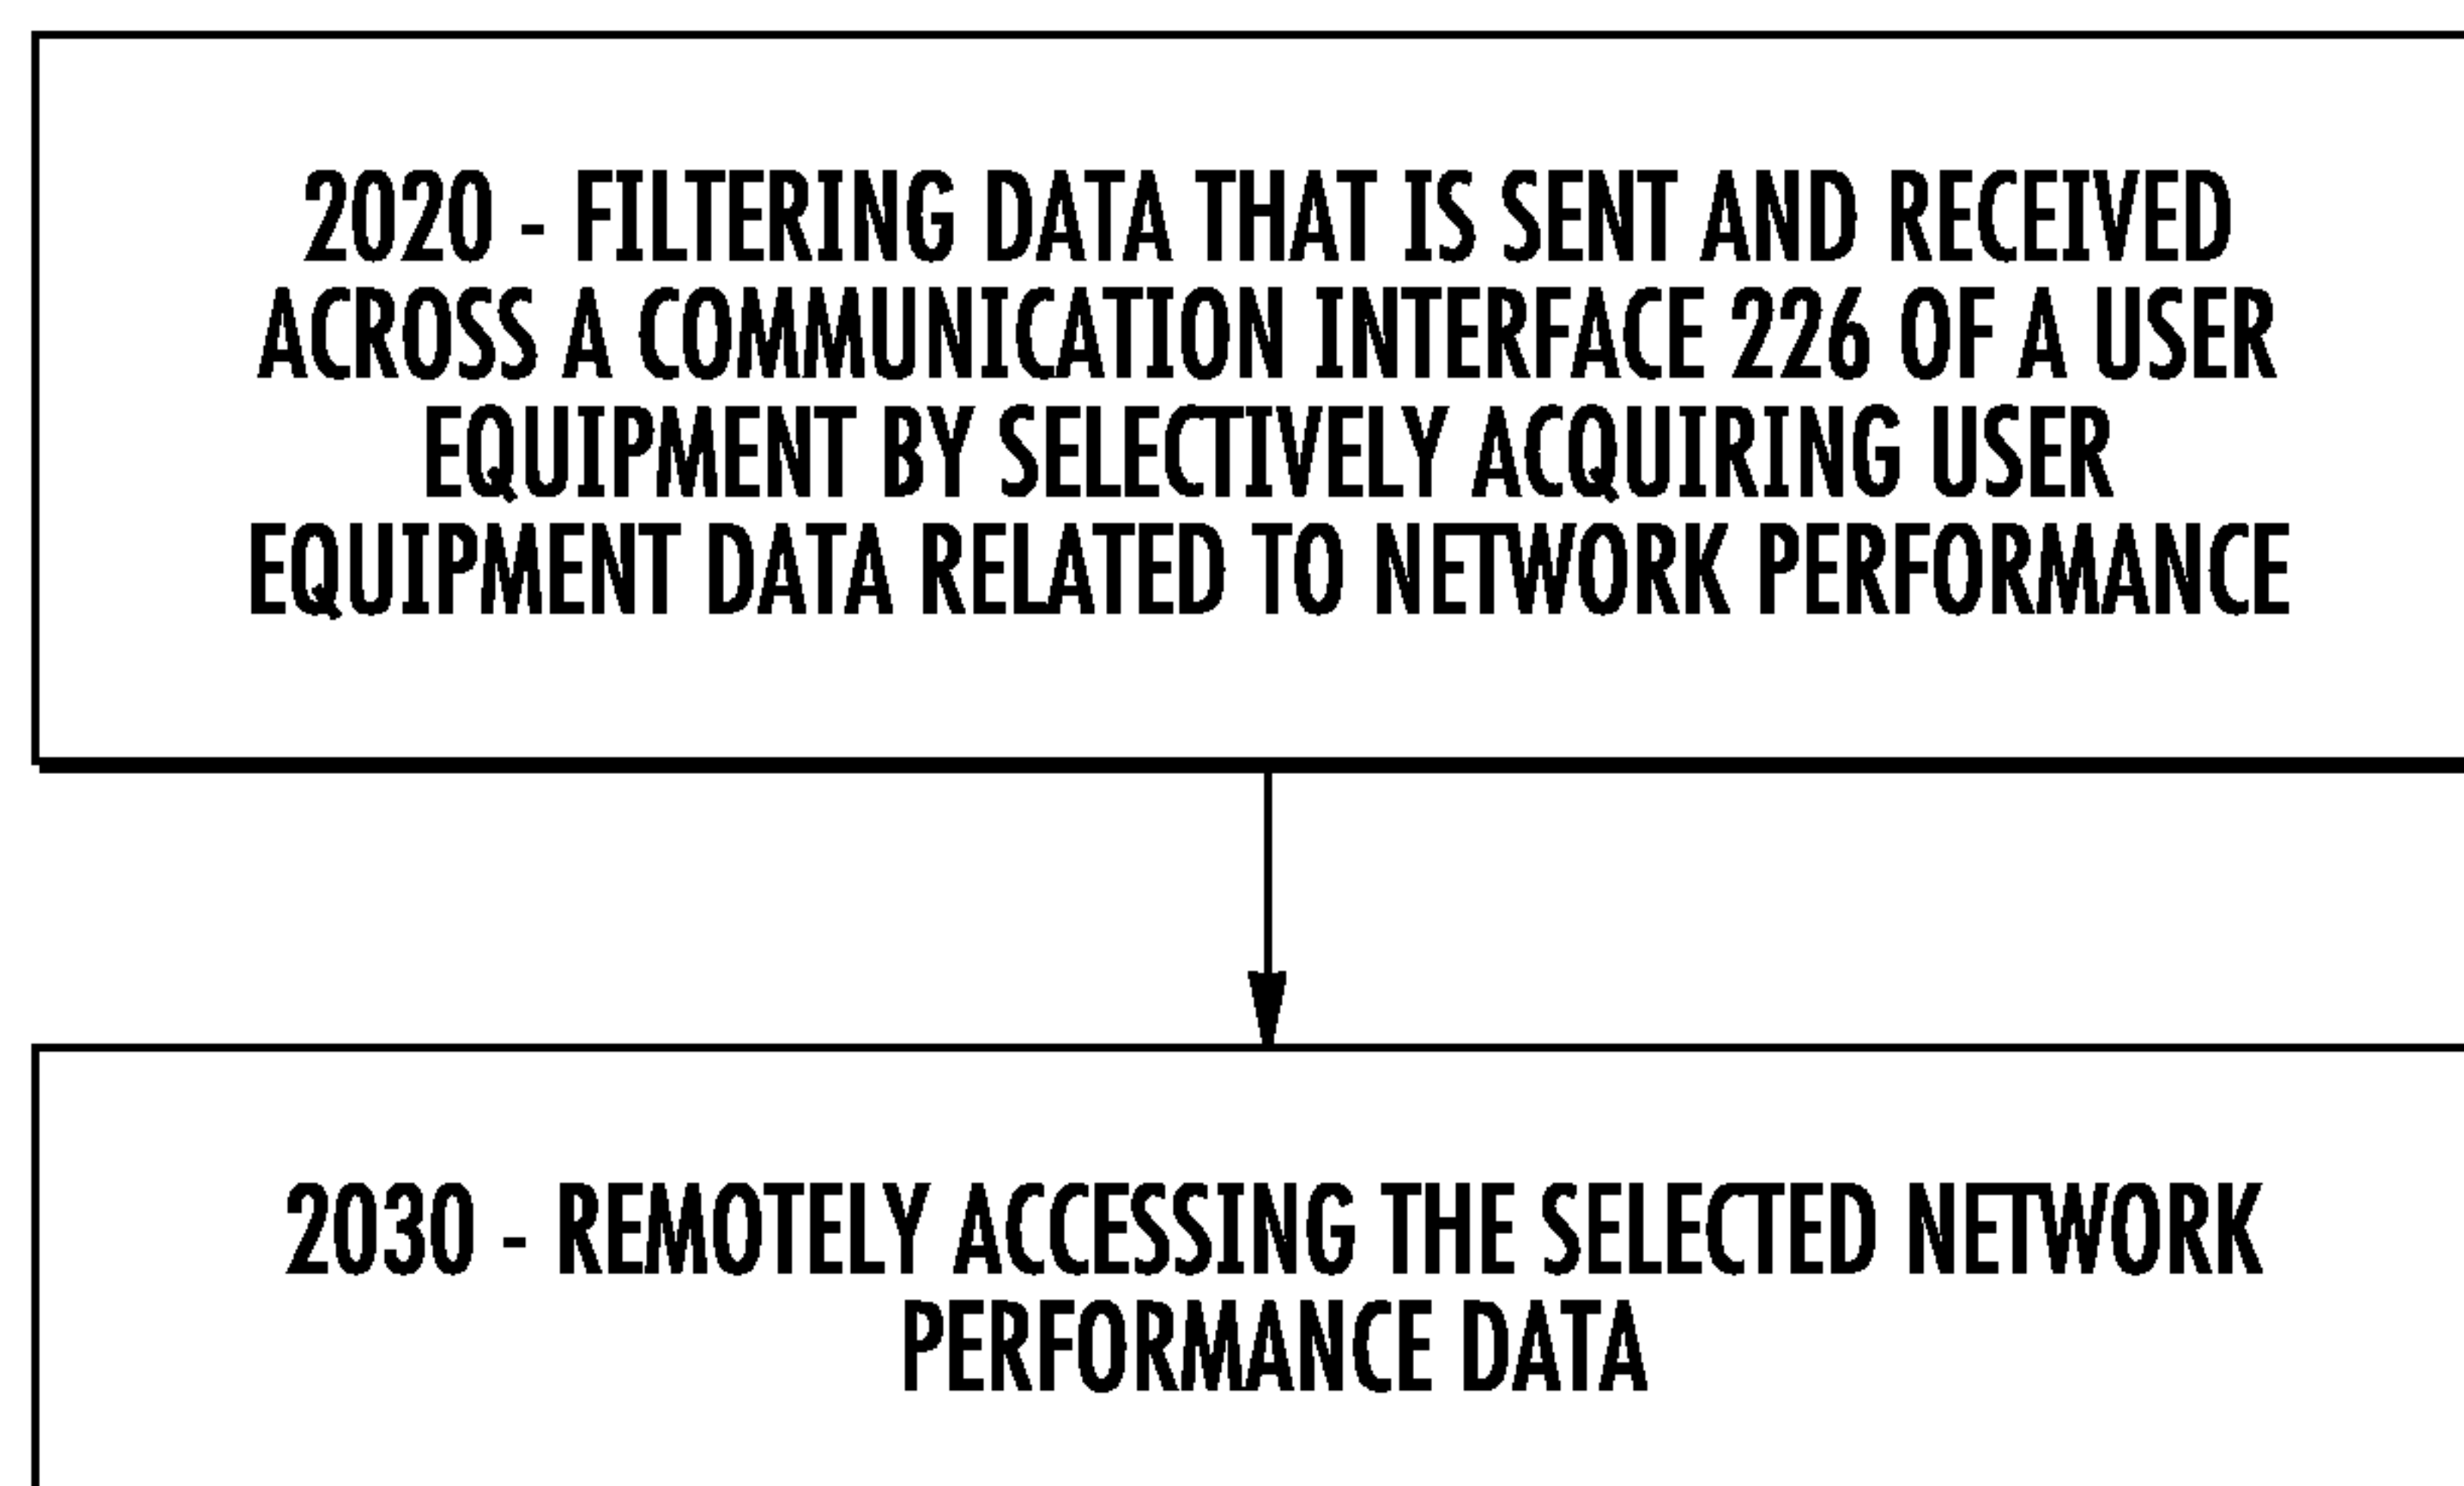 2020 - FILTERING DATA THAT IS SENT AND RECEIVED
ACROSS A COMMUNICATION INTERFACE 226 OF A USER
EQUIPMENT BY SELECTIVELY ACQUIRING USER
EQUIPMENT DATA RELATED TO NETWORK PERFORMANCE
2030 - REMOTELY ACCESSING THE SELECTED NETWORK
PERFORMANCE DATA